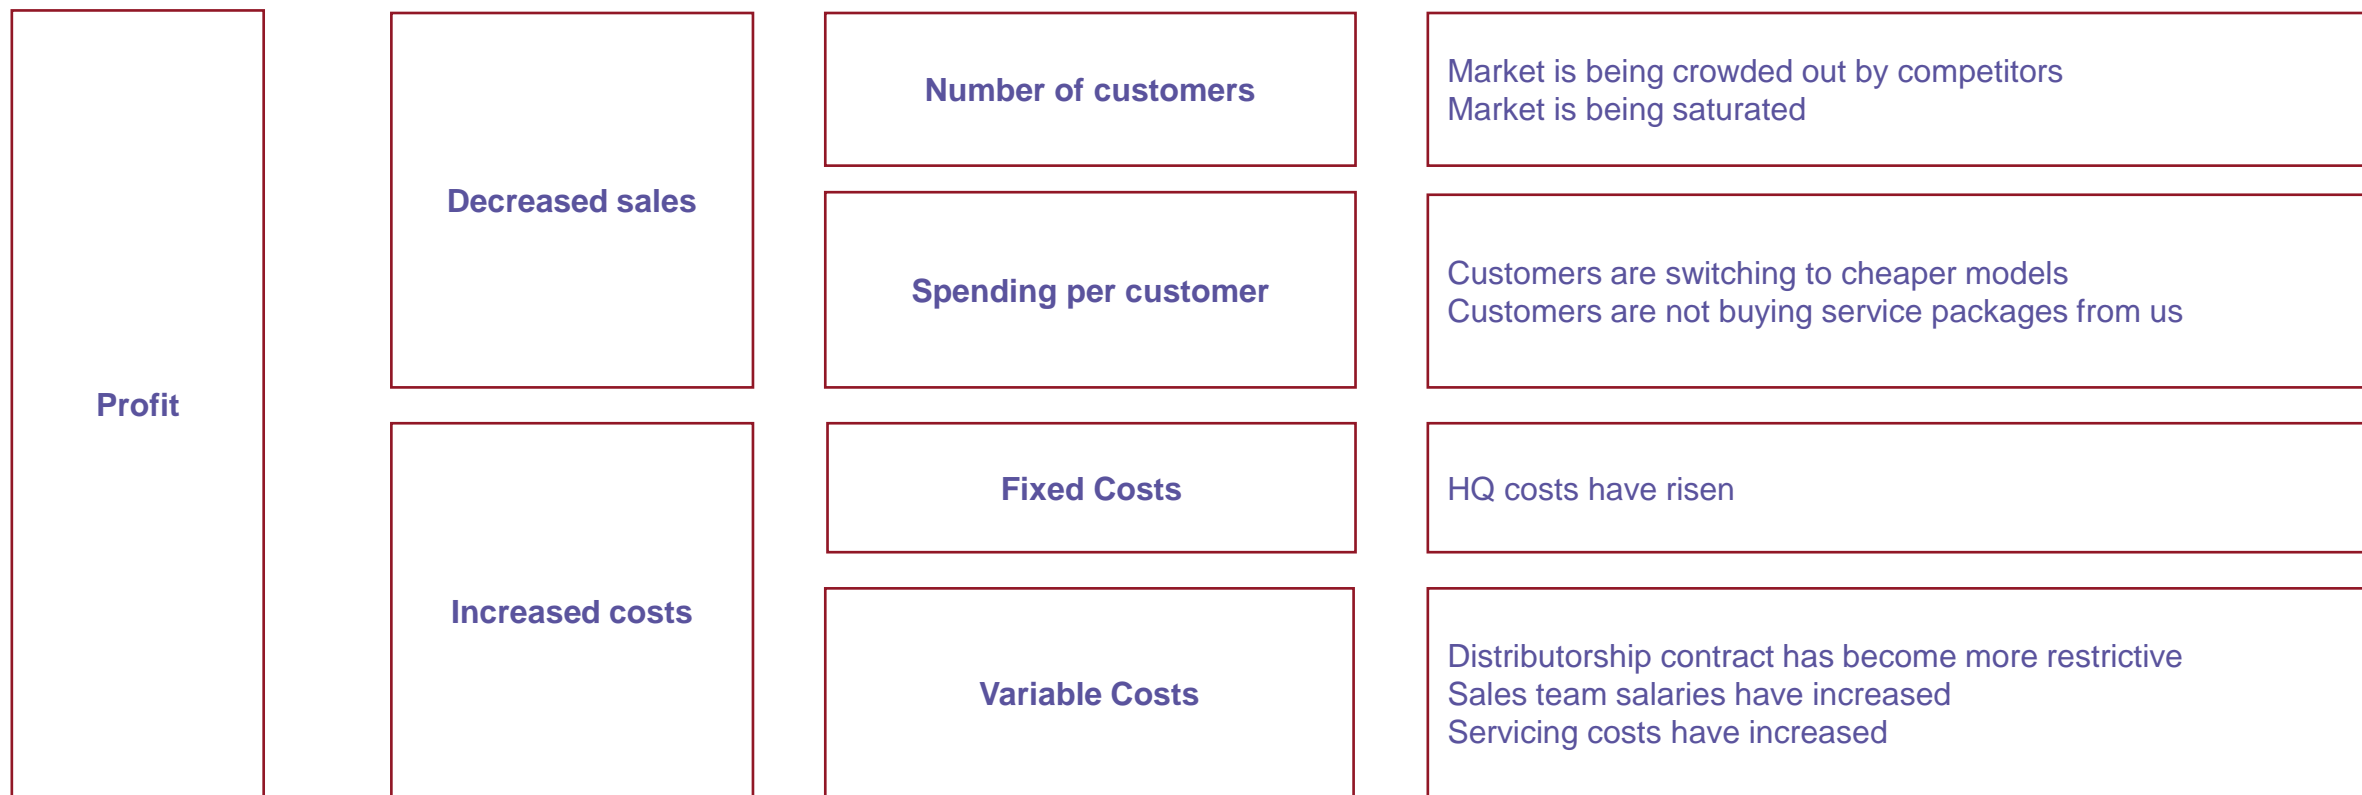 Profit
Decreased sales
Number of customers
Market is being crowded out by competitors
Market is being saturated
Spending per customer
Customers are switching to cheaper models
Customers are not buying service packages from us
Increased costs
Fixed Costs
HQ costs have risen
Variable Costs
Distributorship contract has become more restrictive
Sales team salaries have increased
Servicing costs have increased